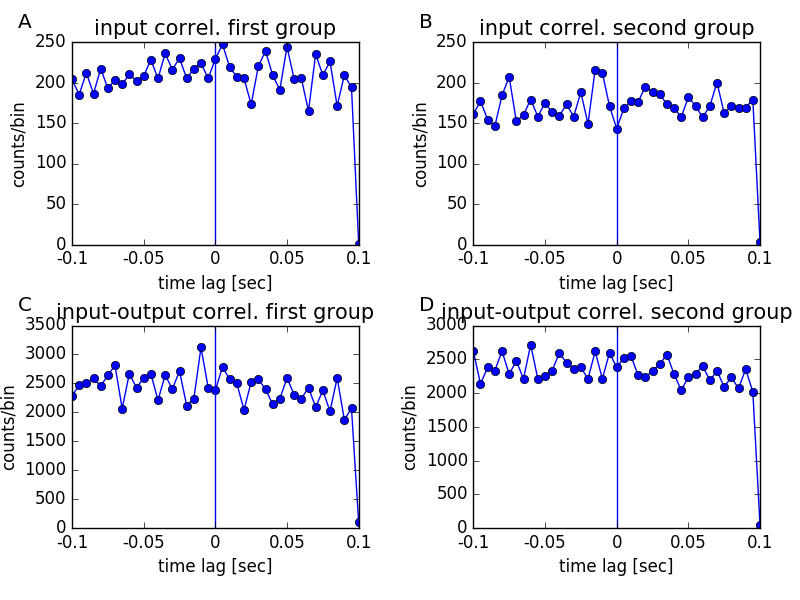 A
input correl. first group
250
200
150
100
50
0
counts/bin
-0.1
-0.05
0
0.05
0.1
time lag [sec]
B
input correl. second group
250
200
150
100
50
0
counts/bin
-0.1
-0.05
0
0.05
0.1
time lag [sec]
C
input-output correl. first group
3500
3000
2500
2000
1500
1000
500
0
counts/bin
-0.1
-0.05
0
0.05
0.1
time lag [sec]
D
input-output correl. second group
3000
2500
2000
1500
1000
500
0
counts/bin
-0.1
-0.05
0
0.05
0.1
time lag [sec]